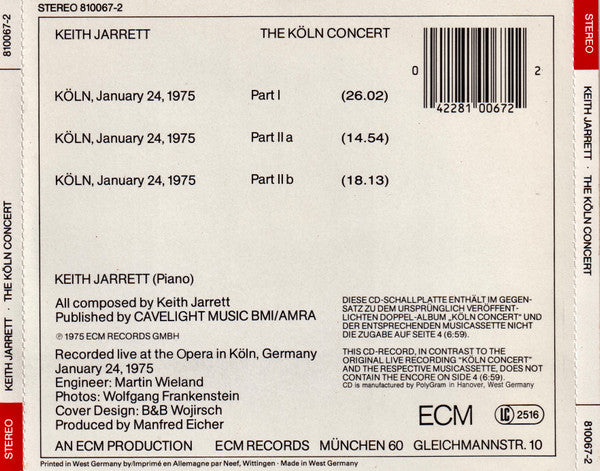 STEREO 810067-2
810067-2
KEITH JARRETT · THE KÖLN CONCERT
STEREO
KEITH JARRETT THE KÖLN CONCERT
KÖLN, January 24, 1975 Part I (26.02)
KÖLN, January 24, 1975 Part II a (14.54)
KÖLN, January 24, 1975 Part II b (18.13)
0 42281 00672 2
KEITH JARRETT (Piano)
All composed by Keith Jarrett
Published by CAVELIGHT MUSIC BMI/AMRA
℗ 1975 ECM RECORDS GMBH
Recorded live at the Opera in Köln, Germany
January 24, 1975
Engineer: Martin Wieland
Photos: Wolfgang Frankenstein
Cover Design: B&B Wojirsch
Produced by Manfred Eicher
DIESE CD-SCHALLPLATTE ENTHÄLT IM GEGEN-
SATZ ZU DEM URSPRÜNGLICH VERÖFFENT-
LICHTEN DOPPEL-ALBUM „KÖLN CONCERT" UND
DER ENTSPRECHENDEN MUSICASSETTE NICHT
DIE ZUGABE AUF SEITE 4 (6:59).
THIS CD-RECORD, IN CONTRAST TO THE
ORIGINAL LIVE RECORDING "KÖLN CONCERT"
AND THE RESPECTIVE MUSICASSETTE, DOES NOT
CONTAIN THE ENCORE ON SIDE 4 (6:59).
CD is manufactured by PolyGram in Hanover, West Germany
ECM LC 2516
AN ECM PRODUCTION ECM RECORDS MÜNCHEN 60 GLEICHMANNSTR. 10
Printed in West Germany by/Imprimé en Allemagne par Neef, Wittingen · Made in West Germany
STEREO
KEITH JARRETT · THE KÖLN CONCERT
810067-2